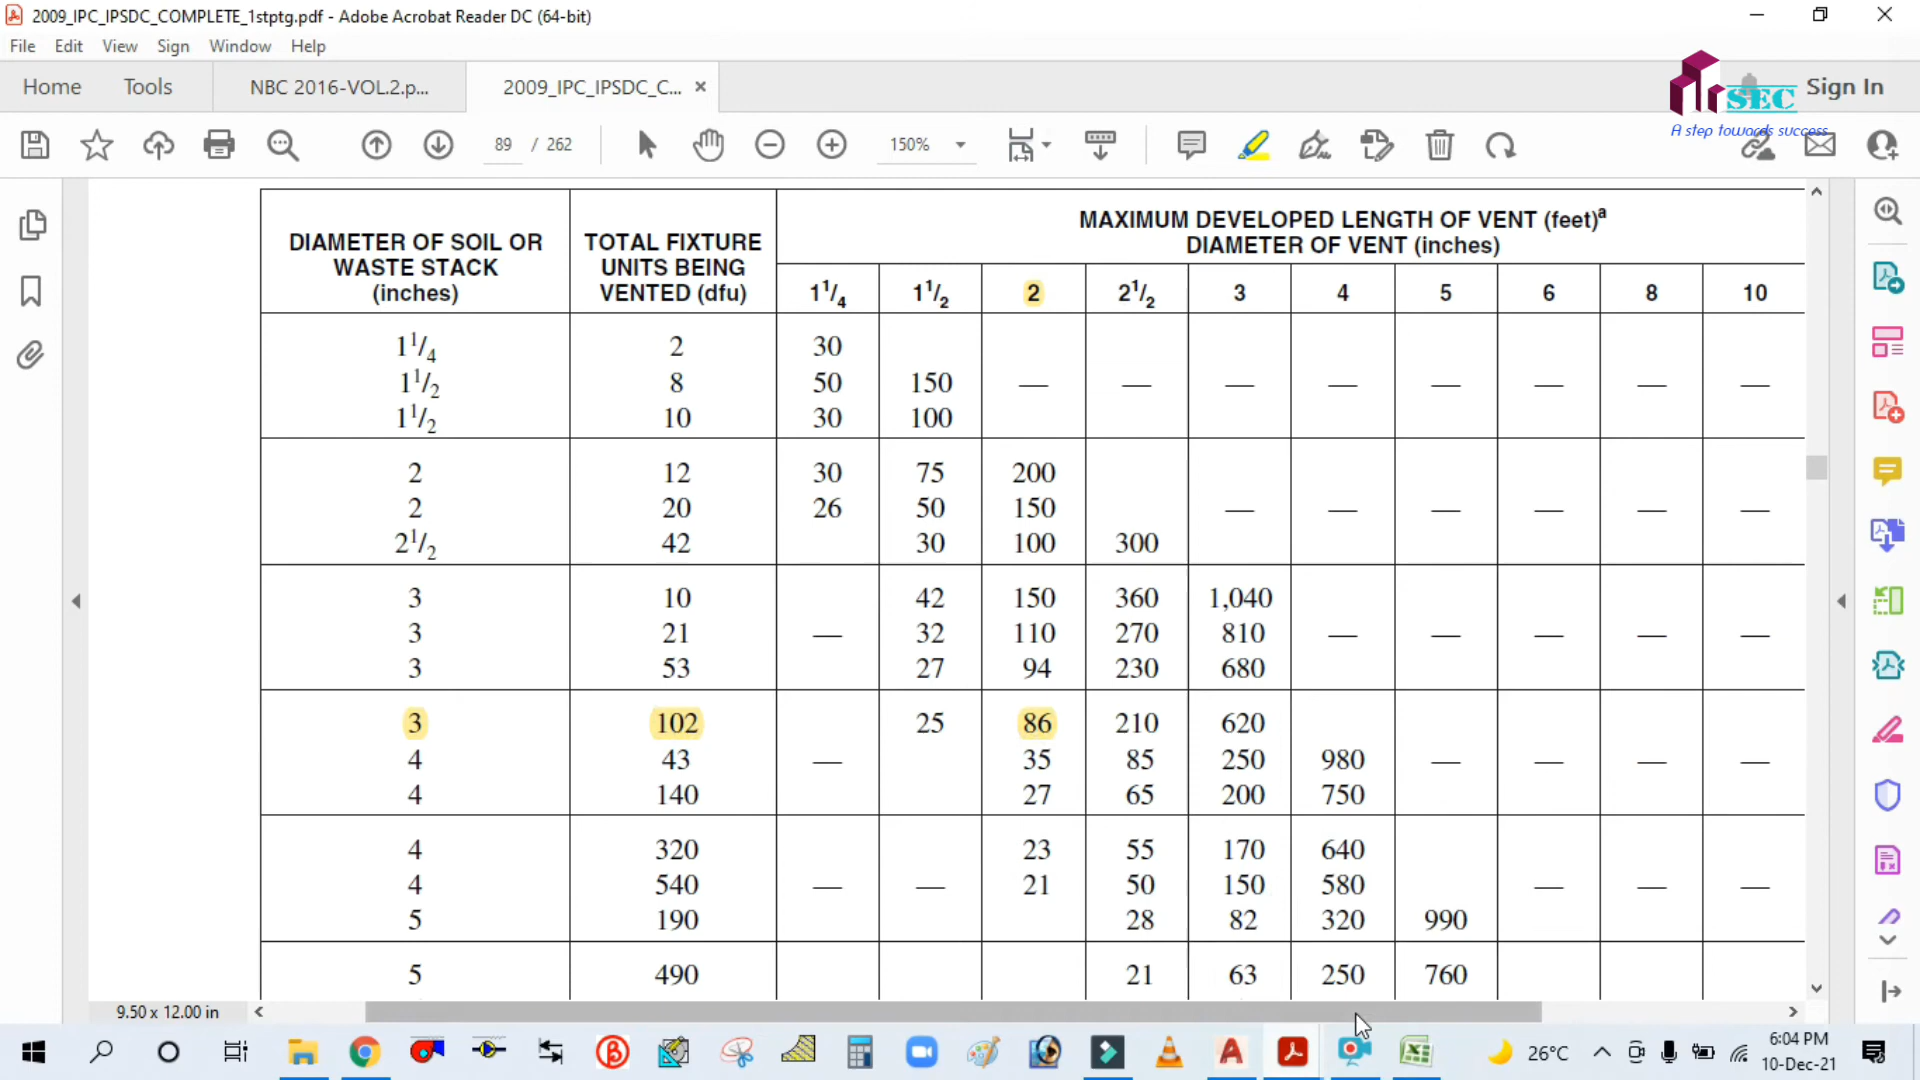 2009_IPC_IPSDC_COMPLETE_1stptg.pdf - Adobe Acrobat Reader DC (64-bit)
File Edit View Sign Window Help
Home Tools NBC 2016-VOL.2.p... 2009_IPC_IPSDC_C... × Sign In
SEC
A step towards success
89 / 262 150%
DIAMETER OF SOIL OR WASTE STACK (inches)
TOTAL FIXTURE UNITS BEING VENTED (dfu)
MAXIMUM DEVELOPED LENGTH OF VENT (feet)ᵃ
DIAMETER OF VENT (inches)
1 1/4 1 1/2 2 2 1/2 3 4 5 6 8 10
1 1/4 2 30
1 1/2 8 50 150 — — — — — — — —
1 1/2 10 30 100
2 12 30 75 200
2 20 26 50 150 — — — — — —
2 1/2 42 30 100 300
3 10 42 150 360 1,040
3 21 — 32 110 270 810 — — — — —
3 53 27 94 230 680
3 102 25 86 210 620
4 43 — 35 85 250 980 — — — —
4 140 27 65 200 750
4 320 23 55 170 640
4 540 — — 21 50 150 580 — — —
5 190 28 82 320 990
5 490 21 63 250 760
9.50 x 12.00 in
26°C
6:04 PM
10-Dec-21